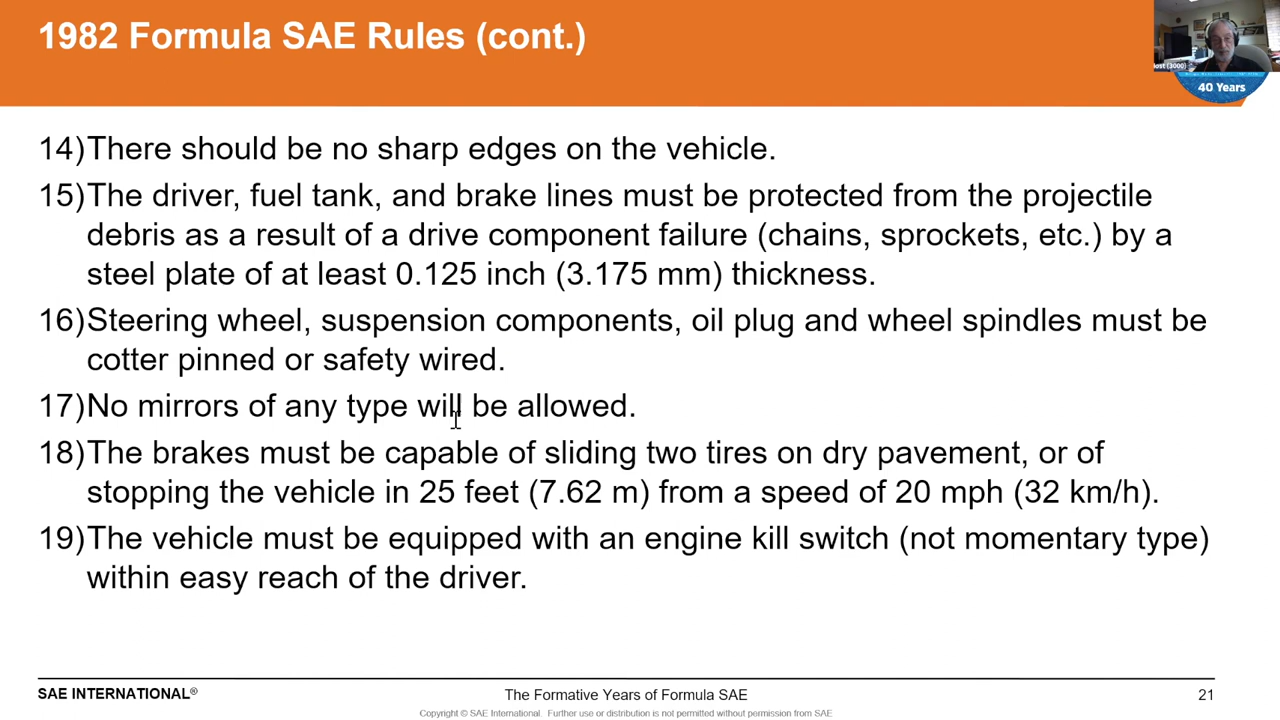 1982 Formula SAE Rules (cont.)
40 Years
14)There should be no sharp edges on the vehicle.
15)The driver, fuel tank, and brake lines must be protected from the projectile
debris as a result of a drive component failure (chains, sprockets, etc.) by a
steel plate of at least 0.125 inch (3.175 mm) thickness.
16)Steering wheel, suspension components, oil plug and wheel spindles must be
cotter pinned or safety wired.
17)No mirrors of any type will be allowed.
18)The brakes must be capable of sliding two tires on dry pavement, or of
stopping the vehicle in 25 feet (7.62 m) from a speed of 20 mph (32 km/h).
19)The vehicle must be equipped with an engine kill switch (not momentary type)
within easy reach of the driver.
SAE INTERNATIONAL®
The Formative Years of Formula SAE
21
Copyright © SAE International. Further use or distribution is not permitted without permission from SAE